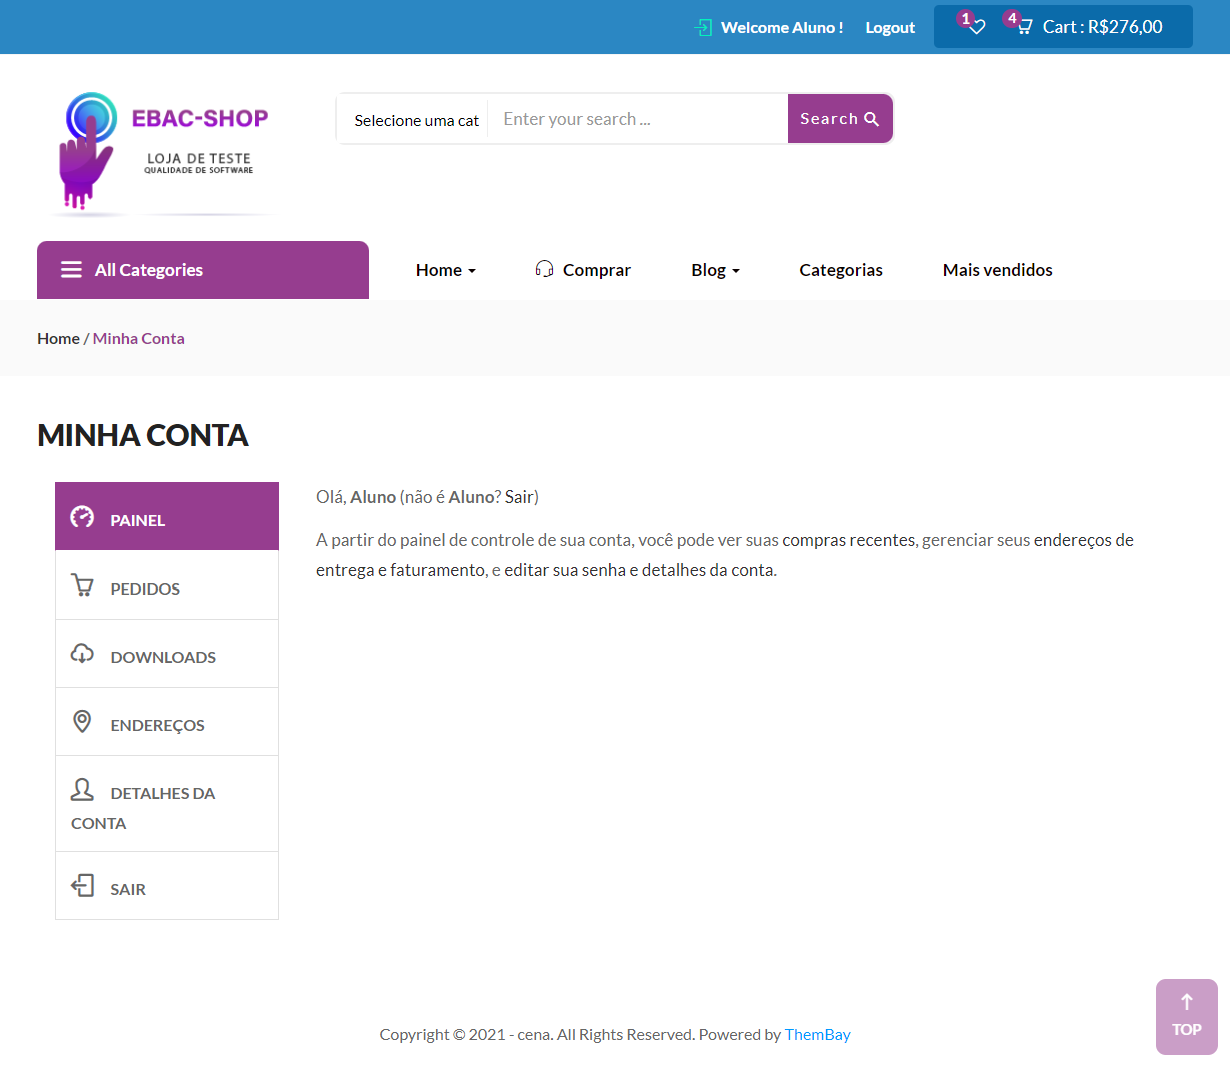 Welcome Aluno !
Logout
1
4
Cart : R$276,00
EBAC-SHOP
LOJA DE TESTE
QUALIDADE DE SOFTWARE
Selecione uma cat
Enter your search ...
Search
All Categories
Home
Comprar
Blog
Categorias
Mais vendidos
Home / Minha Conta
MINHA CONTA
PAINEL
PEDIDOS
DOWNLOADS
ENDEREÇOS
DETALHES DA
CONTA
SAIR
Olá, Aluno (não é Aluno? Sair)
A partir do painel de controle de sua conta, você pode ver suas compras recentes, gerenciar seus endereços de
entrega e faturamento, e editar sua senha e detalhes da conta.
TOP
Copyright © 2021 - cena. All Rights Reserved. Powered by ThemBay